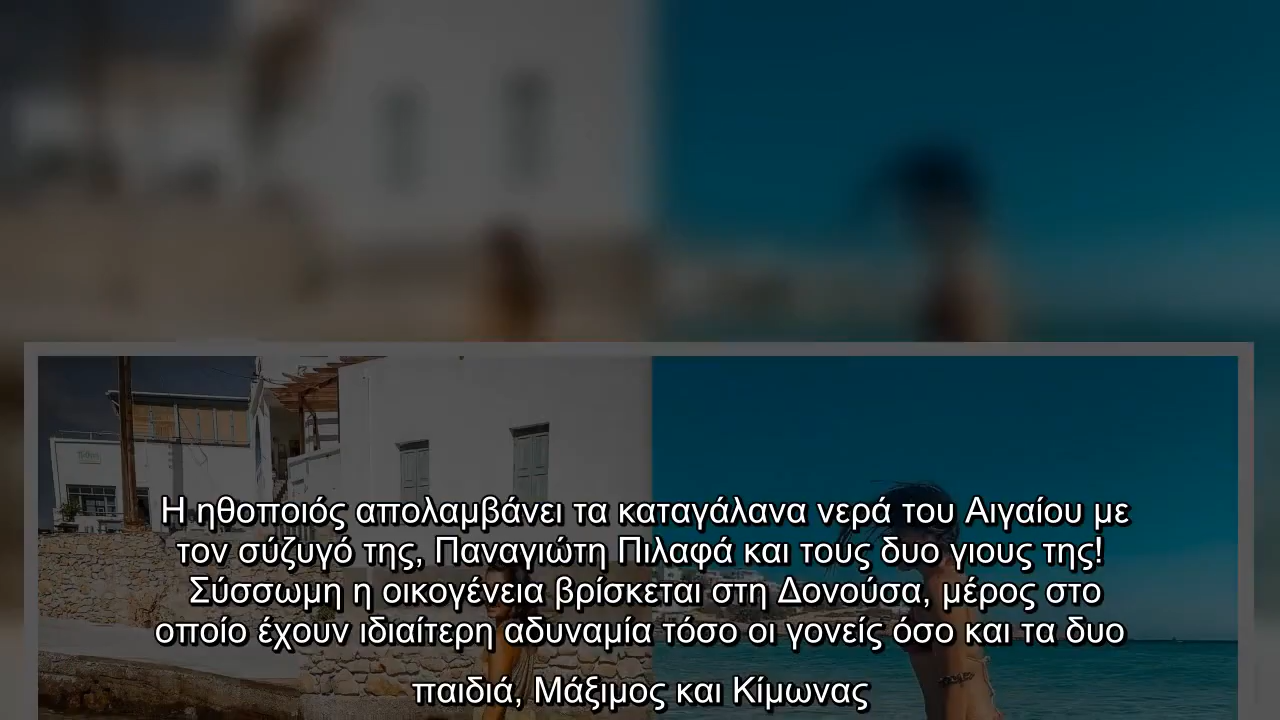 Η ηθοποιός απολαμβάνει τα καταγάλανα νερά του Αιγαίου με
τον σύζυγό της, Παναγιώτη Πιλαφά και τους δυο γιους της!
Σύσσωμη η οικογένεια βρίσκεται στη Δονούσα, μέρος στο
οποίο έχουν ιδιαίτερη αδυναμία τόσο οι γονείς όσο και τα δυο
παιδιά, Μάξιμος και Κίμωνας